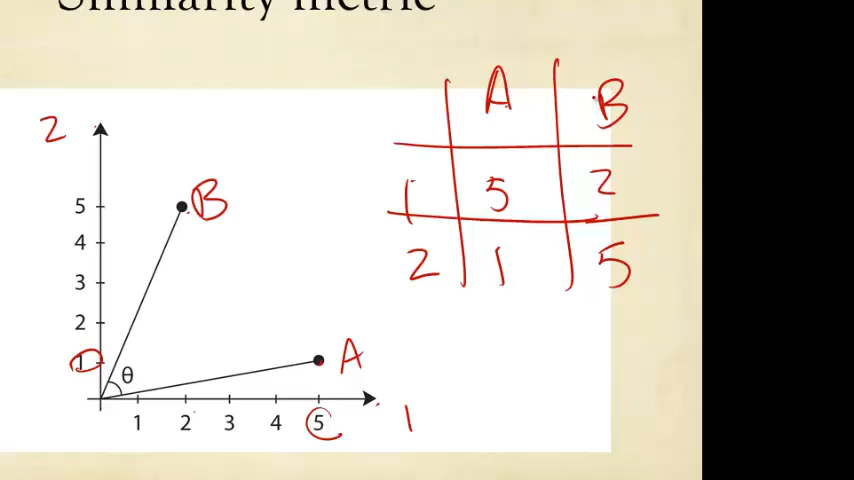 Similarity metric
A B
2
1 5 2
5 B
4
2 1 5
3
2
1
θ A
1 2 3 4 5 1